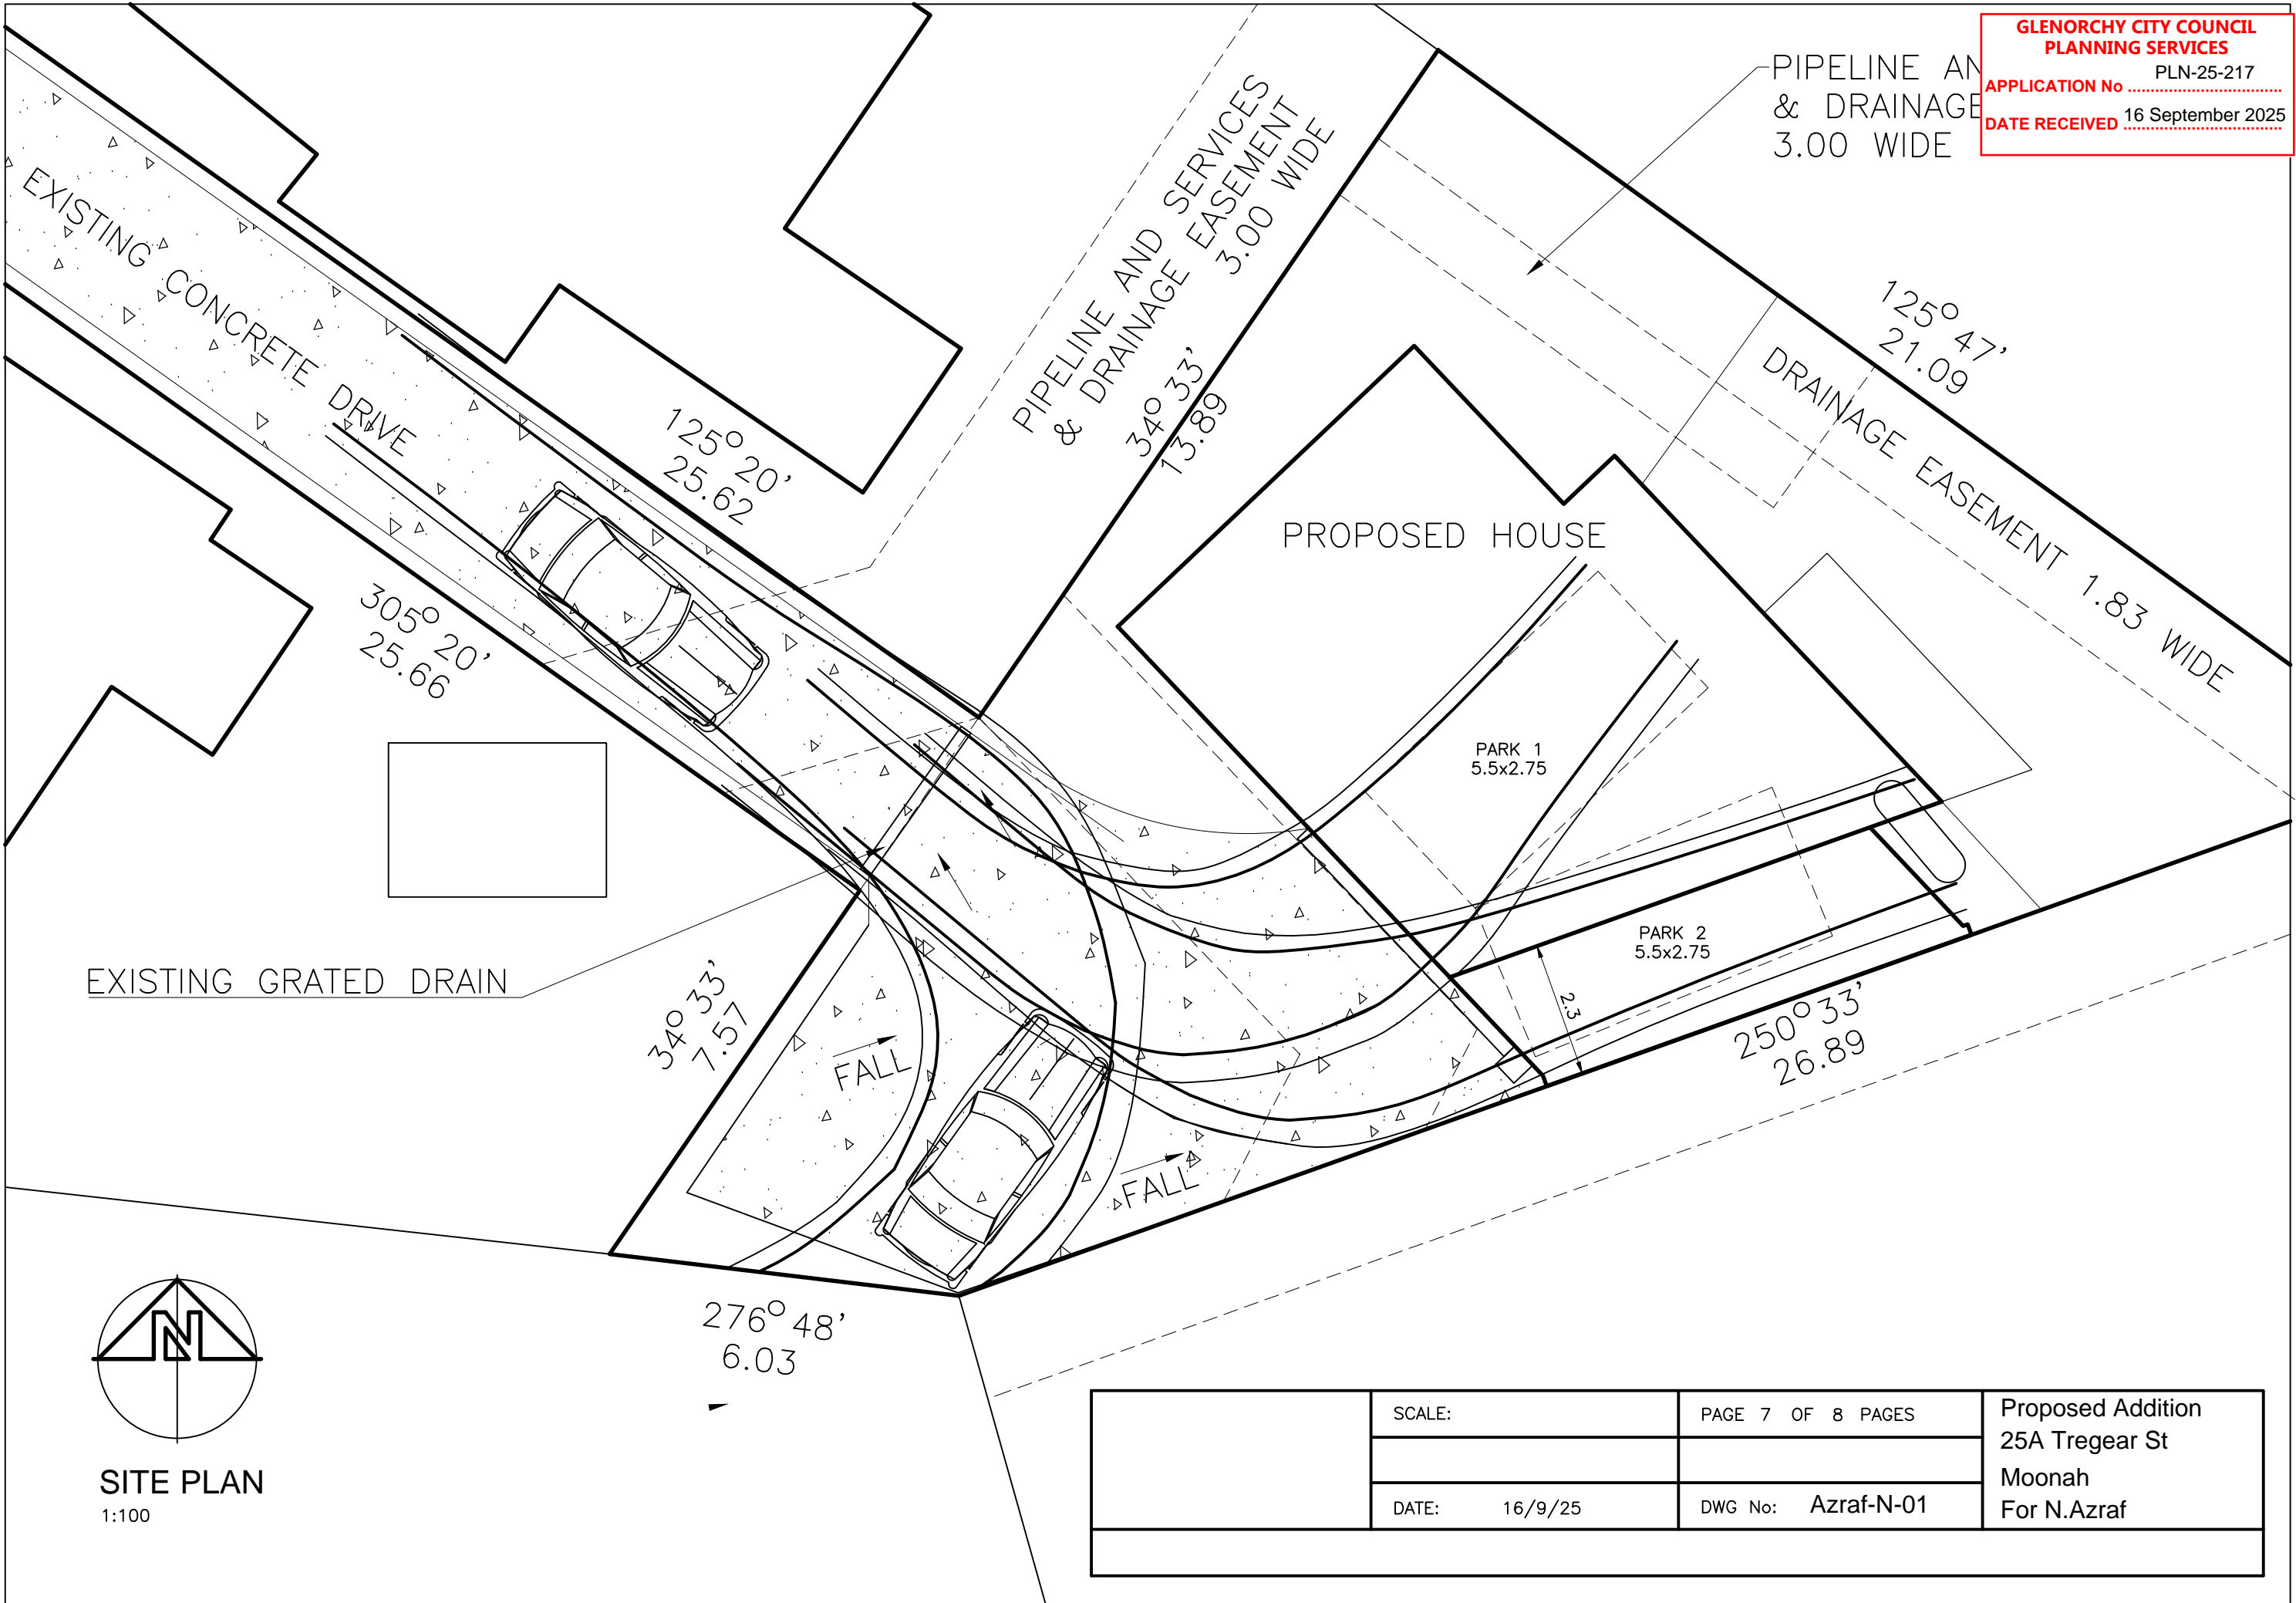 GLENORCHY CITY COUNCIL
PLANNING SERVICES
APPLICATION No PLN-25-217
DATE RECEIVED 16 September 2025
PIPELINE AN
& DRAINAGE
3.00 WIDE
PIPELINE AND SERVICES
& DRAINAGE EASEMENT
3.00 WIDE
EXISTING CONCRETE DRIVE
125° 20'
25.62
34° 33'
13.89
125° 47'
21.09
DRAINAGE EASEMENT 1.83 WIDE
PROPOSED HOUSE
305° 20'
25.66
PARK 1
5.5x2.75
PARK 2
5.5x2.75
2.3
EXISTING GRATED DRAIN
34° 33'
7.57
FALL
FALL
250° 33'
26.89
276° 48'
6.03
N
SITE PLAN
1:100
SCALE:
PAGE 7 OF 8 PAGES
DATE: 16/9/25
DWG No: Azraf-N-01
Proposed Addition
25A Tregear St
Moonah
For N.Azraf